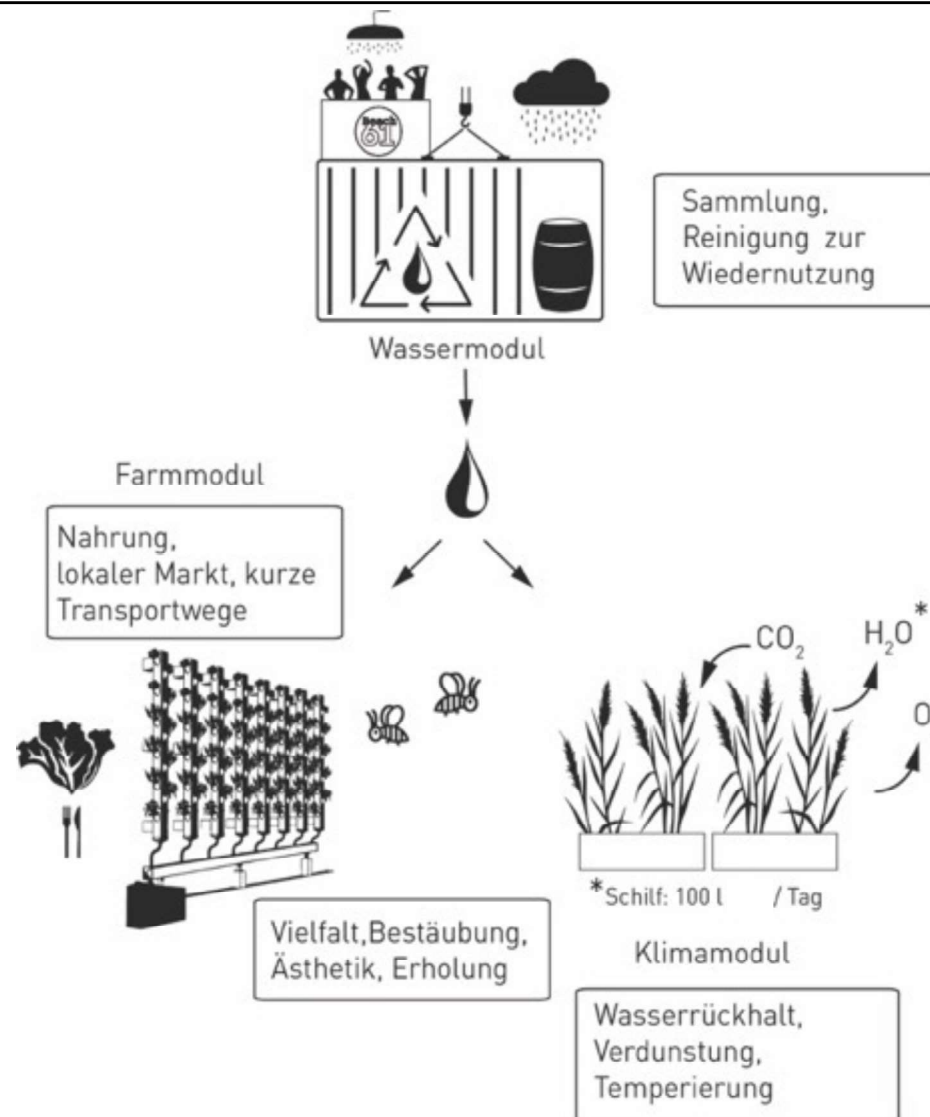 Beach
61
Sammlung,
Reinigung zur
Wiedernutzung
Wassermodul
Farmmodul
Nahrung,
lokaler Markt, kurze
Transportwege
CO₂
H₂O*
O
*Schilf: 100 l / Tag
Vielfalt,Bestäubung,
Ästhetik, Erholung
Klimamodul
Wasserrückhalt,
Verdunstung,
Temperierung